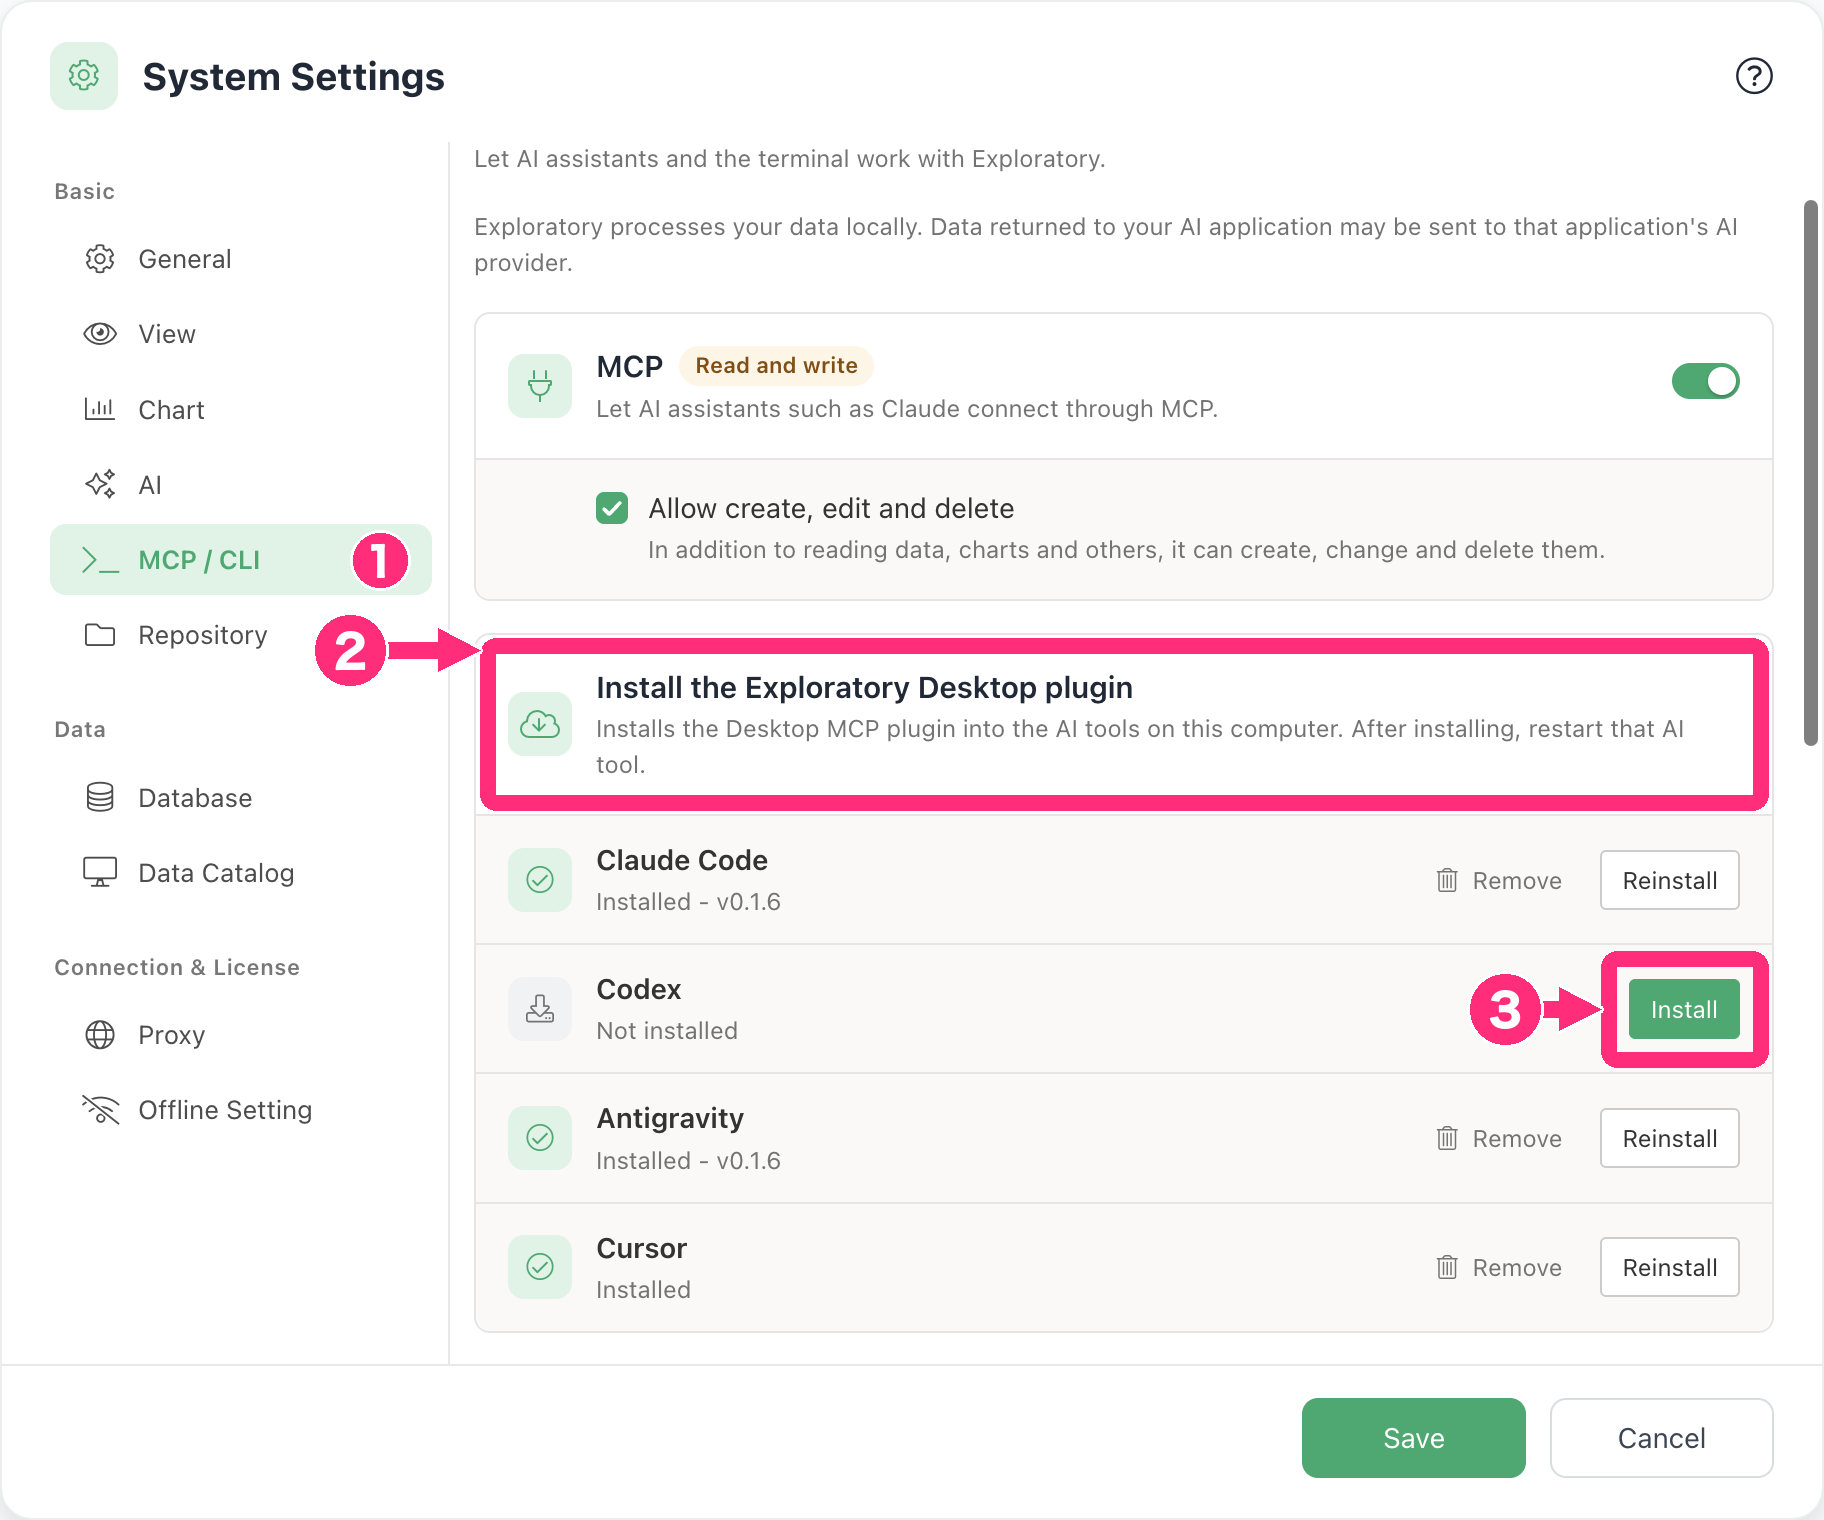 System Settings
Let AI assistants and the terminal work with Exploratory.
Exploratory processes your data locally. Data returned to your AI application may be sent to that application's AI
provider.
Basic
General
View
Chart
AI
MCP / CLI
1
Repository
2
Data
Database
Data Catalog
Connection & License
Proxy
Offline Setting
MCP
Read and write
Let AI assistants such as Claude connect through MCP.
Allow create, edit and delete
In addition to reading data, charts and others, it can create, change and delete them.
Install the Exploratory Desktop plugin
Installs the Desktop MCP plugin into the AI tools on this computer. After installing, restart that AI
tool.
Claude Code
Installed - v0.1.6
Remove
Reinstall
Codex
Not installed
3
Install
Antigravity
Installed - v0.1.6
Remove
Reinstall
Cursor
Installed
Remove
Reinstall
Save
Cancel